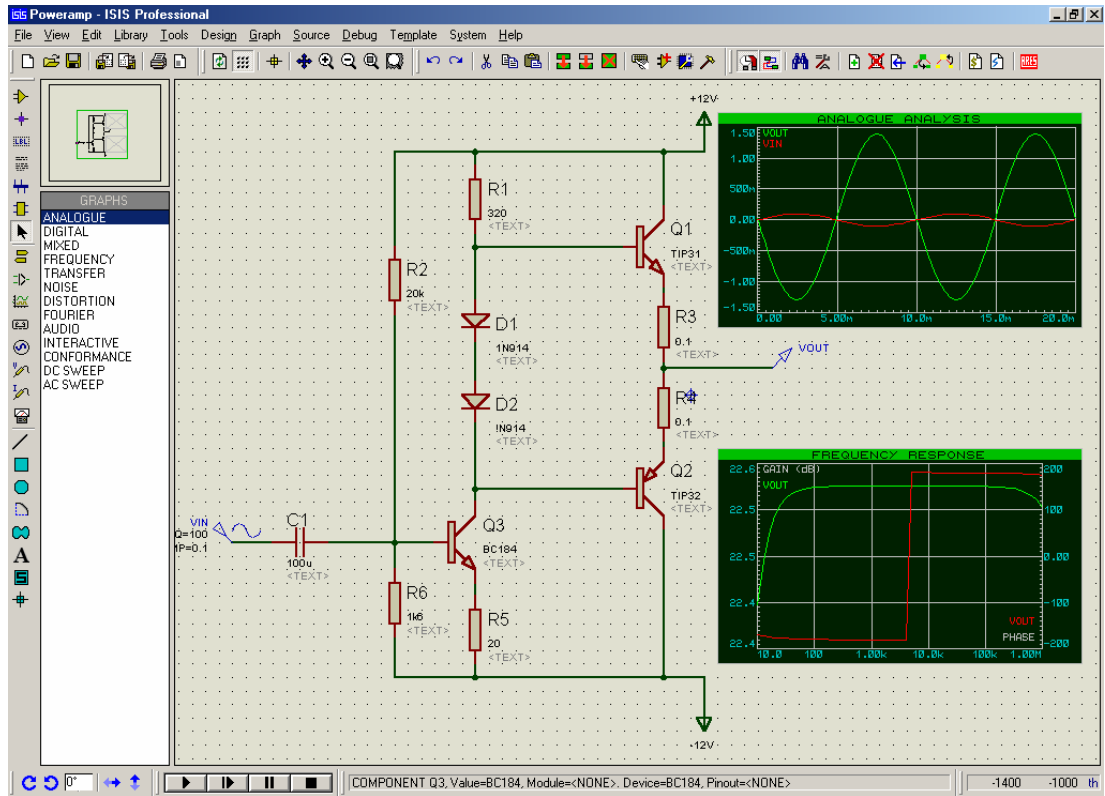 isis Poweramp - ISIS Professional
File View Edit Library Tools Design Graph Source Debug Template System Help
LBL
ARES
GRAPHS
ANALOGUE
DIGITAL
MIXED
FREQUENCY
TRANSFER
NOISE
DISTORTION
FOURIER
AUDIO
INTERACTIVE
CONFORMANCE
DC SWEEP
AC SWEEP
A
S
+12V
R1
320
<TEXT>
Q1
TIP31
<TEXT>
R2
20k
<TEXT>
D1
1N914
<TEXT>
R3
0.1
<TEXT>
VOUT
D2
!N914
<TEXT>
R4
0.1
<TEXT>
Q2
TIP32
<TEXT>
VIN
Q=100
1P=0.1
C1
100u
<TEXT>
Q3
BC184
<TEXT>
R6
1k6
<TEXT>
R5
20
<TEXT>
-12V
ANALOGUE ANALYSIS
VOUT
VIN
1.50
1.00
500m
0.00
-500m
-1.00
-1.50
0.00 5.00m 10.0m 15.0m 20.0m
FREQUENCY RESPONSE
GAIN (dB)
VOUT
22.6
22.5
22.5
22.4
22.4
200
100
0.00
-100
-200
VOUT
PHASE
10.0 100 1.00k 10.0k 100k 1.00M
0°
COMPONENT Q3, Value=BC184, Module=<NONE>. Device=BC184, Pinout=<NONE>
-1400 -1000 th